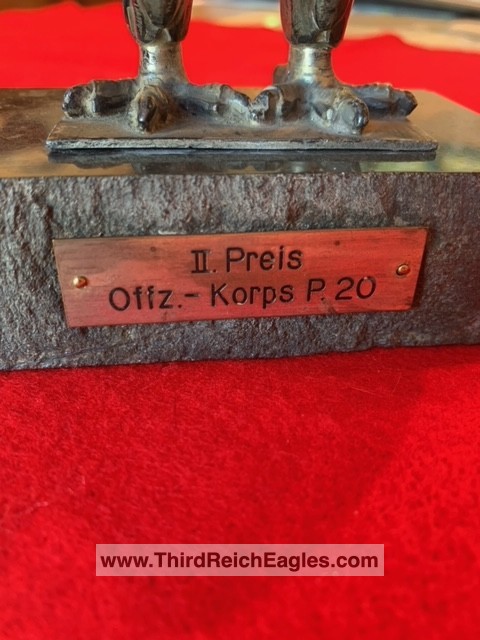 II. Preis
Offz.- Korps P. 20
www.ThirdReichEagles.com